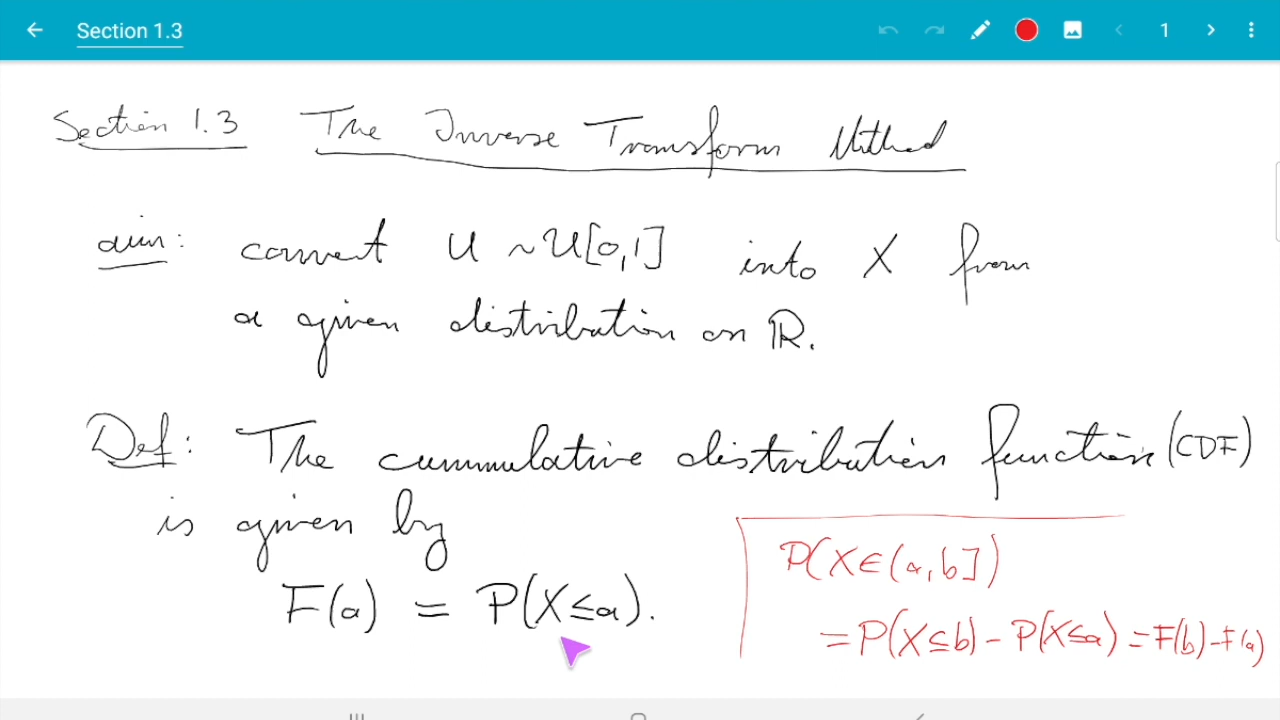 Section 1.3
1
Section 1.3 The Inverse Transform Method
aim: convert U ~ U[0,1] into X from
a given distribution on ℝ.
Def: The cummulative distribution function (CDF)
is given by
F(a) = P(X≤a).
P(X∈(a,b])
= P(X≤b) - P(X≤a) = F(b) - F(a)